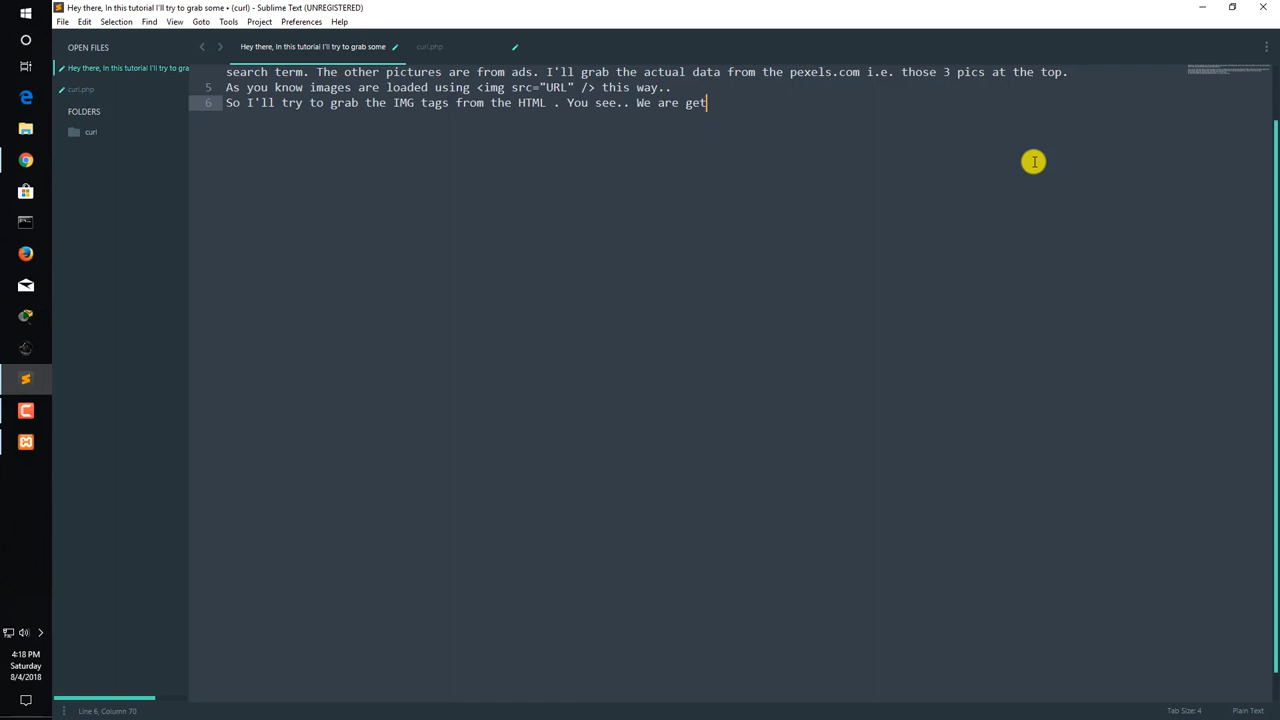 Hey there, In this tutorial I'll try to grab some • (curl) - Sublime Text (UNREGISTERED)
File Edit Selection Find View Goto Tools Project Preferences Help
OPEN FILES
Hey there, In this tutorial I'll try to gra
curl.php
FOLDERS
curl
Hey there, In this tutorial I'll try to grab some
curl.php
search term. The other pictures are from ads. I'll grab the actual data from the pexels.com i.e. those 3 pics at the top.
5 As you know images are loaded using <img src="URL" /> this way..
6 So I'll try to grab the IMG tags from the HTML . You see.. We are get
4:18 PM
Saturday
8/4/2018
Line 6, Column 70
Tab Size: 4
Plain Text